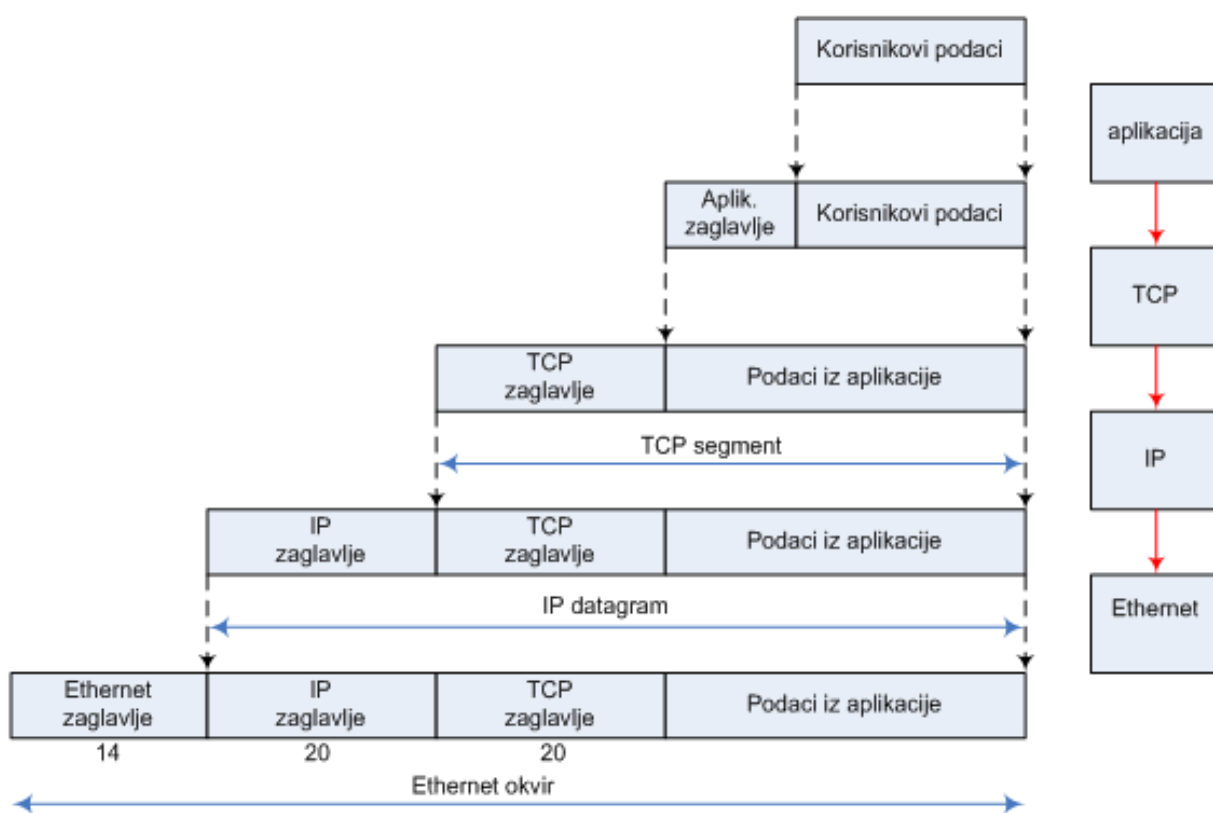 Korisnikovi podaci
aplikacija
Aplik.
zaglavlje
Korisnikovi podaci
TCP
TCP
zaglavlje
Podaci iz aplikacije
TCP segment
IP
IP
zaglavlje
TCP
zaglavlje
Podaci iz aplikacije
IP datagram
Ethernet
Ethernet
zaglavlje
IP
zaglavlje
TCP
zaglavlje
Podaci iz aplikacije
14
20
20
Ethernet okvir